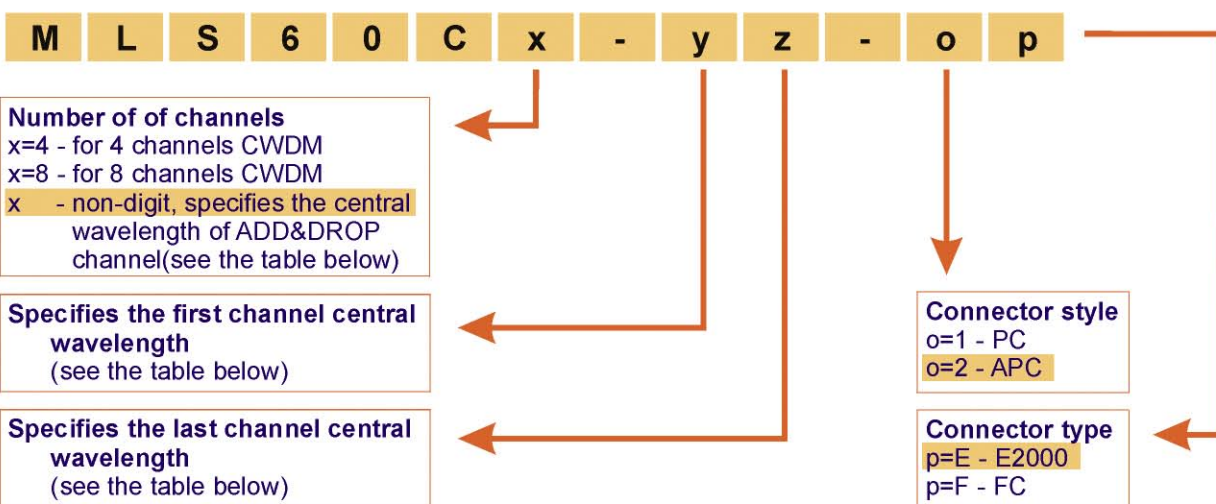 M L S 6 0 C x - y z - o p
Number of of channels
x=4 - for 4 channels CWDM
x=8 - for 8 channels CWDM
x - non-digit, specifies the central
wavelength of ADD&DROP
channel(see the table below)
Specifies the first channel central
wavelength
(see the table below)
Specifies the last channel central
wavelength
(see the table below)
Connector style
o=1 - PC
o=2 - APC
Connector type
p=E - E2000
p=F - FC